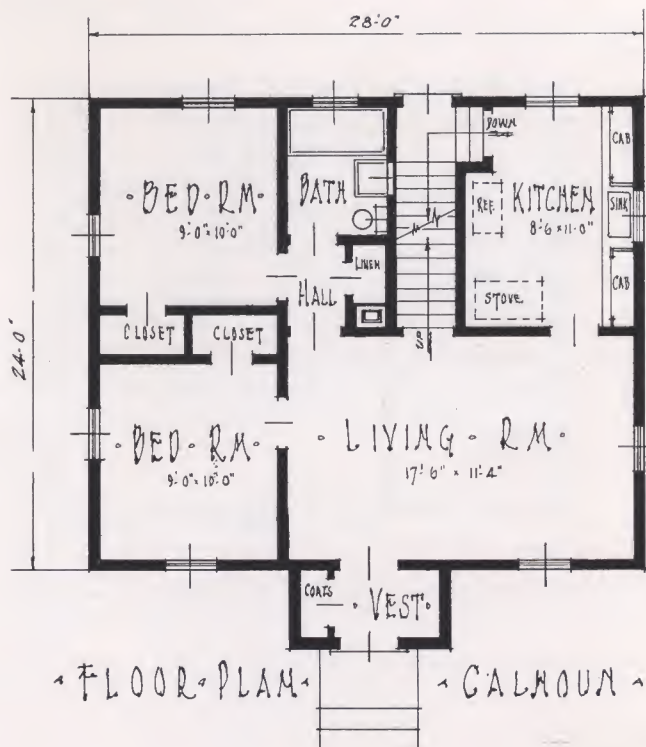 28'-0"
DOWN
CAB
BED-RM
9'-0" x 10'-0"
BATH
REF.
KITCHEN
8'-6 x 11'-0"
SINK
LINEN
HALL
CAB
STOVE
CLOSET
CLOSET
UP
24'-0"
BED-RM
9'-0" x 10'-0"
LIVING-RM
17'-6" x 11'-4"
COATS
VEST
FLOOR-PLAN
CALHOUN